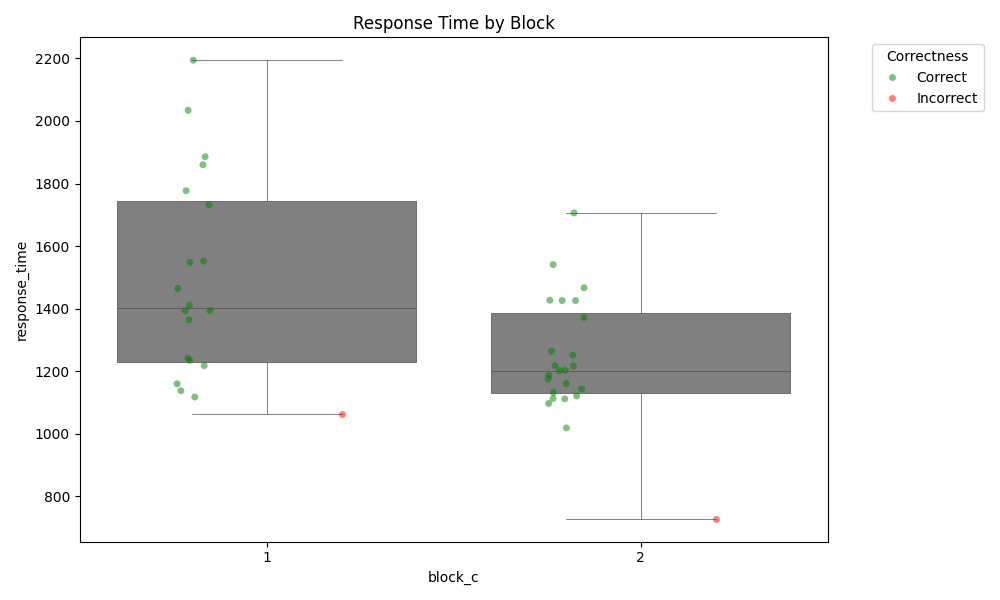 Response Time by Block
Correctness
Correct
Incorrect
response_time
2200
2000
1800
1600
1400
1200
1000
800
1
2
block_c